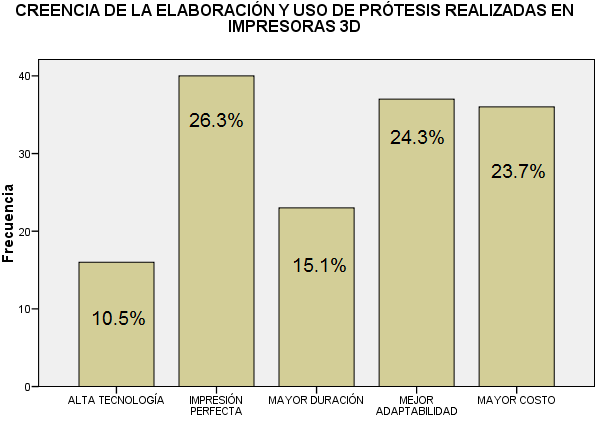 CREENCIA DE LA ELABORACIÓN Y USO DE PRÓTESIS REALIZADAS EN
IMPRESORAS 3D
Frecuencia
40
30
20
10
0
10.5%
26.3%
15.1%
24.3%
23.7%
ALTA TECNOLOGÍA
IMPRESIÓN
PERFECTA
MAYOR DURACIÓN
MEJOR
ADAPTABILIDAD
MAYOR COSTO